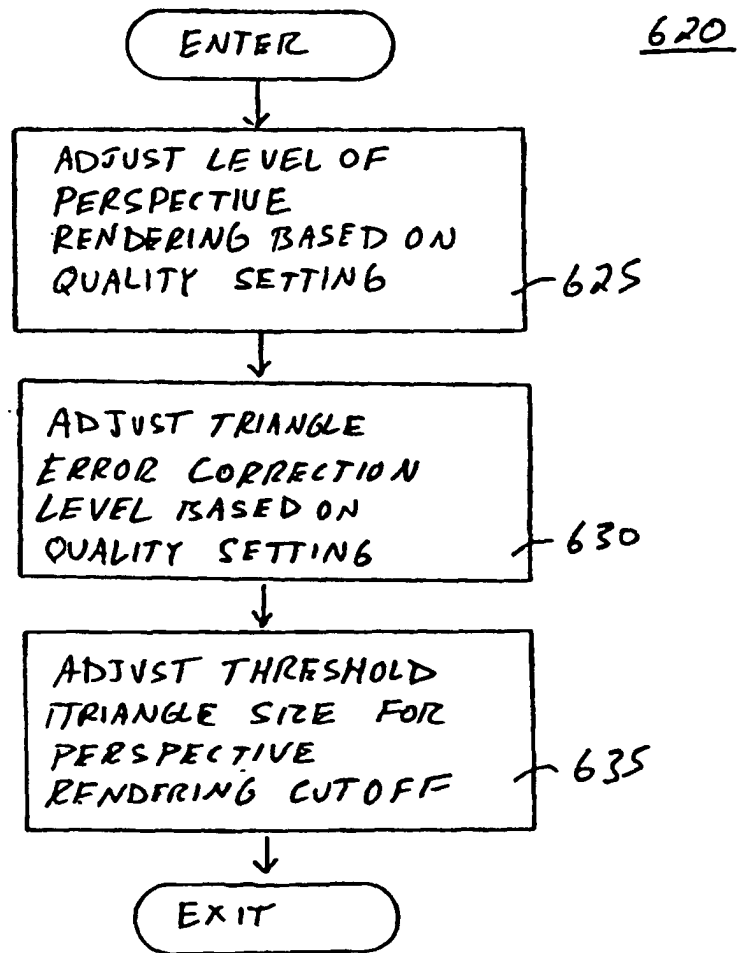 ENTER
620
ADJUST LEVEL OF
PERSPECTIVE
RENDERING BASED ON
QUALITY SETTING
625
ADJUST TRIANGLE
ERROR CORRECTION
LEVEL BASED ON
QUALITY SETTING
630
ADJUST THRESHOLD
TRIANGLE SIZE FOR
PERSPECTIVE
RENDERING CUTOFF
635
EXIT